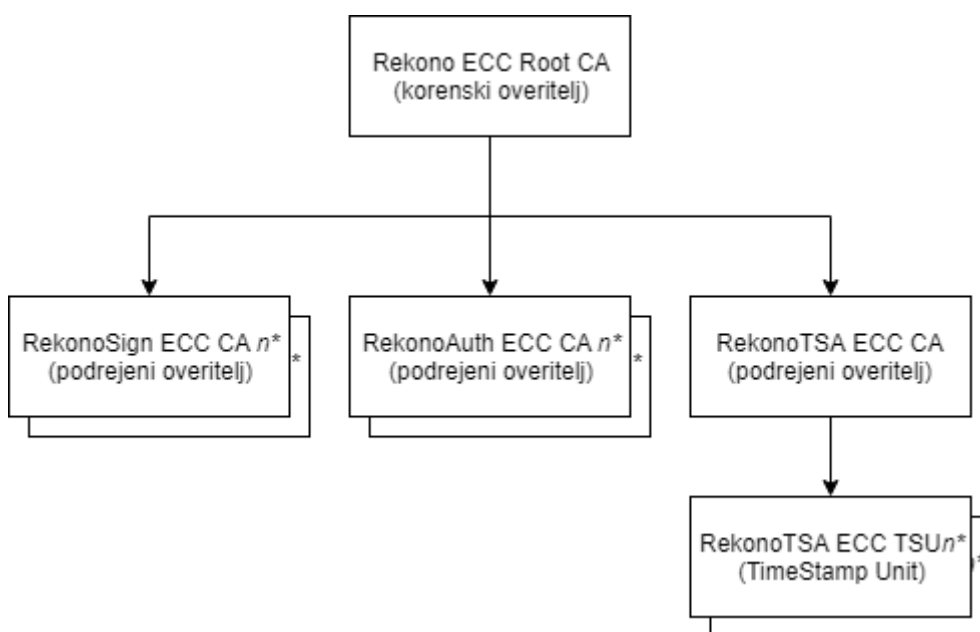 Rekono ECC Root CA
(korenski overitelj)
RekonoSign ECC CA n*
(podrejeni overitelj)
*
RekonoAuth ECC CA n*
(podrejeni overitelj)
*
RekonoTSA ECC CA
(podrejeni overitelj)
RekonoTSA ECC TSUn*
(TimeStamp Unit)